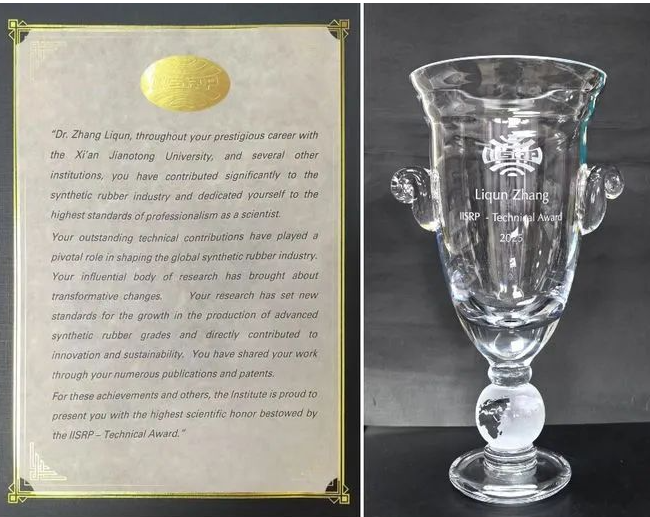 IISRP
"Dr. Zhang Liqun, throughout your prestigious career with
the Xi'an Jianotong University, and several other
institutions, you have contributed significantly to the
synthetic rubber industry and dedicated yourself to the
highest standards of professionalism as a scientist.
Your outstanding technical contributions have played a
pivotal role in shaping the global synthetic rubber industry.
Your influential body of research has brought about
transformative changes. Your research has set new
standards for the growth in the production of advanced
synthetic rubber grades and directly contributed to
innovation and sustainability. You have shared your work
through your numerous publications and patents.
For these achievements and others, the Institute is proud to
present you with the highest scientific honor bestowed by
the IISRP – Technical Award."
IISRP
Liqun Zhang
IISRP - Technical Award
2025